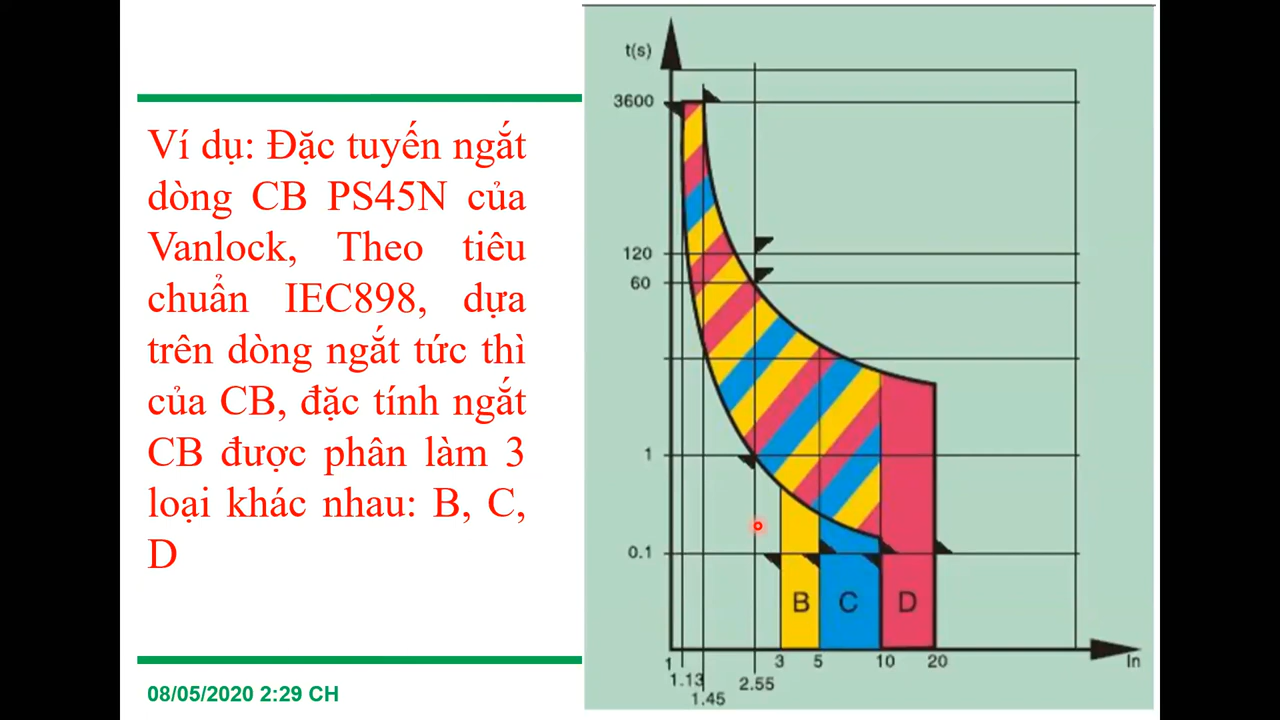 Ví dụ: Đặc tuyến ngắt
dòng CB PS45N của
Vanlock, Theo tiêu
chuẩn IEC898, dựa
trên dòng ngắt tức thì
của CB, đặc tính ngắt
CB được phân làm 3
loại khác nhau: B, C,
D
08/05/2020 2:29 CH
t(s)
3600
120
60
1
0.1
B C D
1 3 5 10 20 In
1.13 2.55
1.45